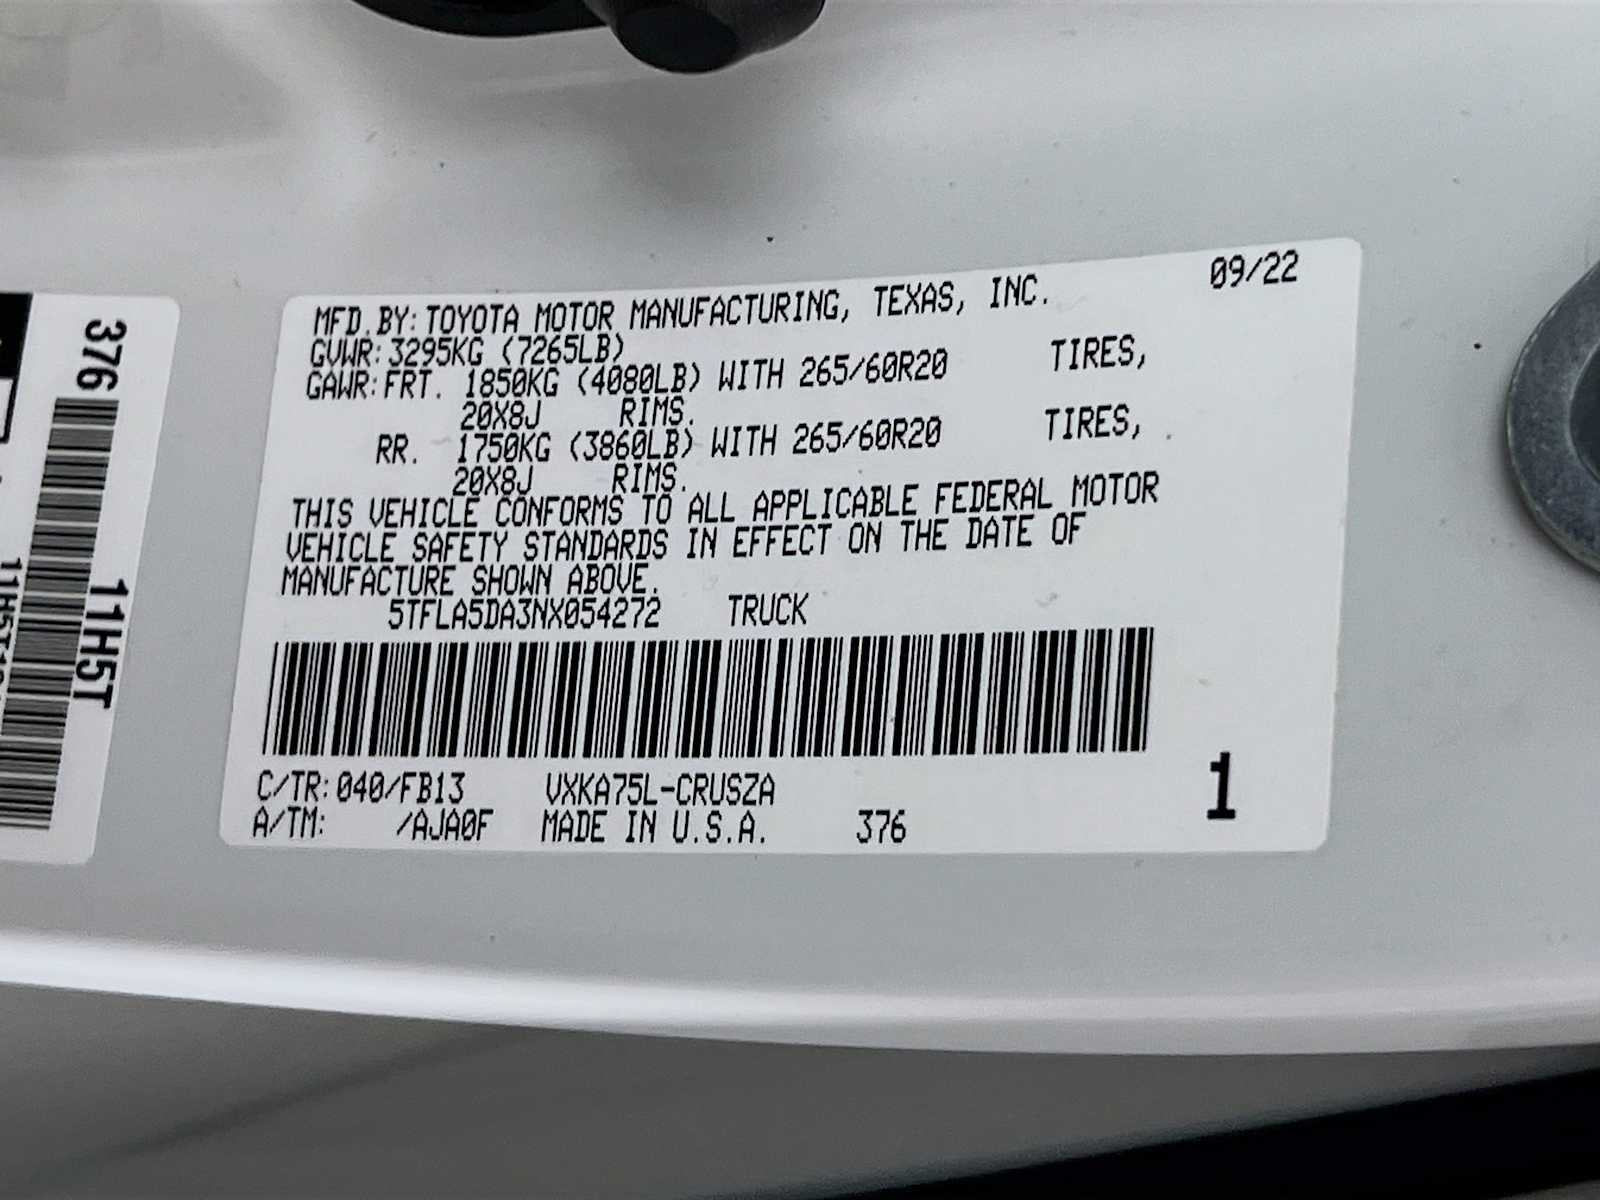 MFD.BY: TOYOTA MOTOR MANUFACTURING, TEXAS, INC. 09/22
GVWR: 3295KG (7265LB)
GAWR: FRT. 1850KG (4080LB) WITH 265/60R20 TIRES,
20X8J RIMS.
RR. 1750KG (3860LB) WITH 265/60R20 TIRES,
20X8J RIMS.
THIS VEHICLE CONFORMS TO ALL APPLICABLE FEDERAL MOTOR
VEHICLE SAFETY STANDARDS IN EFFECT ON THE DATE OF
MANUFACTURE SHOWN ABOVE.
5TFLA5DA3NX054272 TRUCK
C/TR: 040/FB13 VXKA75L-CRUSZA
A/TM: /AJA0F MADE IN U.S.A. 376
1
376
11H5T